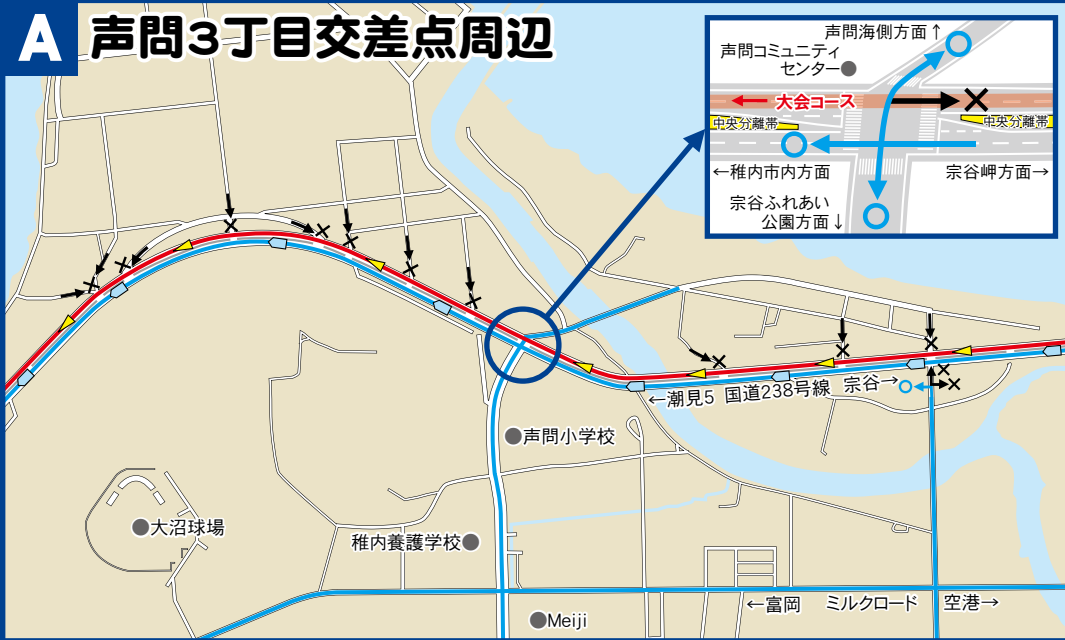 A 声問3丁目交差点周辺
声問海側方面↑
声問コミュニティ
センター
←大会コース
中央分離帯
中央分離帯
←稚内市内方面
宗谷岬方面→
宗谷ふれあい
公園方面↓
←潮見5 国道238号線 宗谷→
声問小学校
大沼球場
稚内養護学校
←富岡 ミルクロード 空港→
Meiji